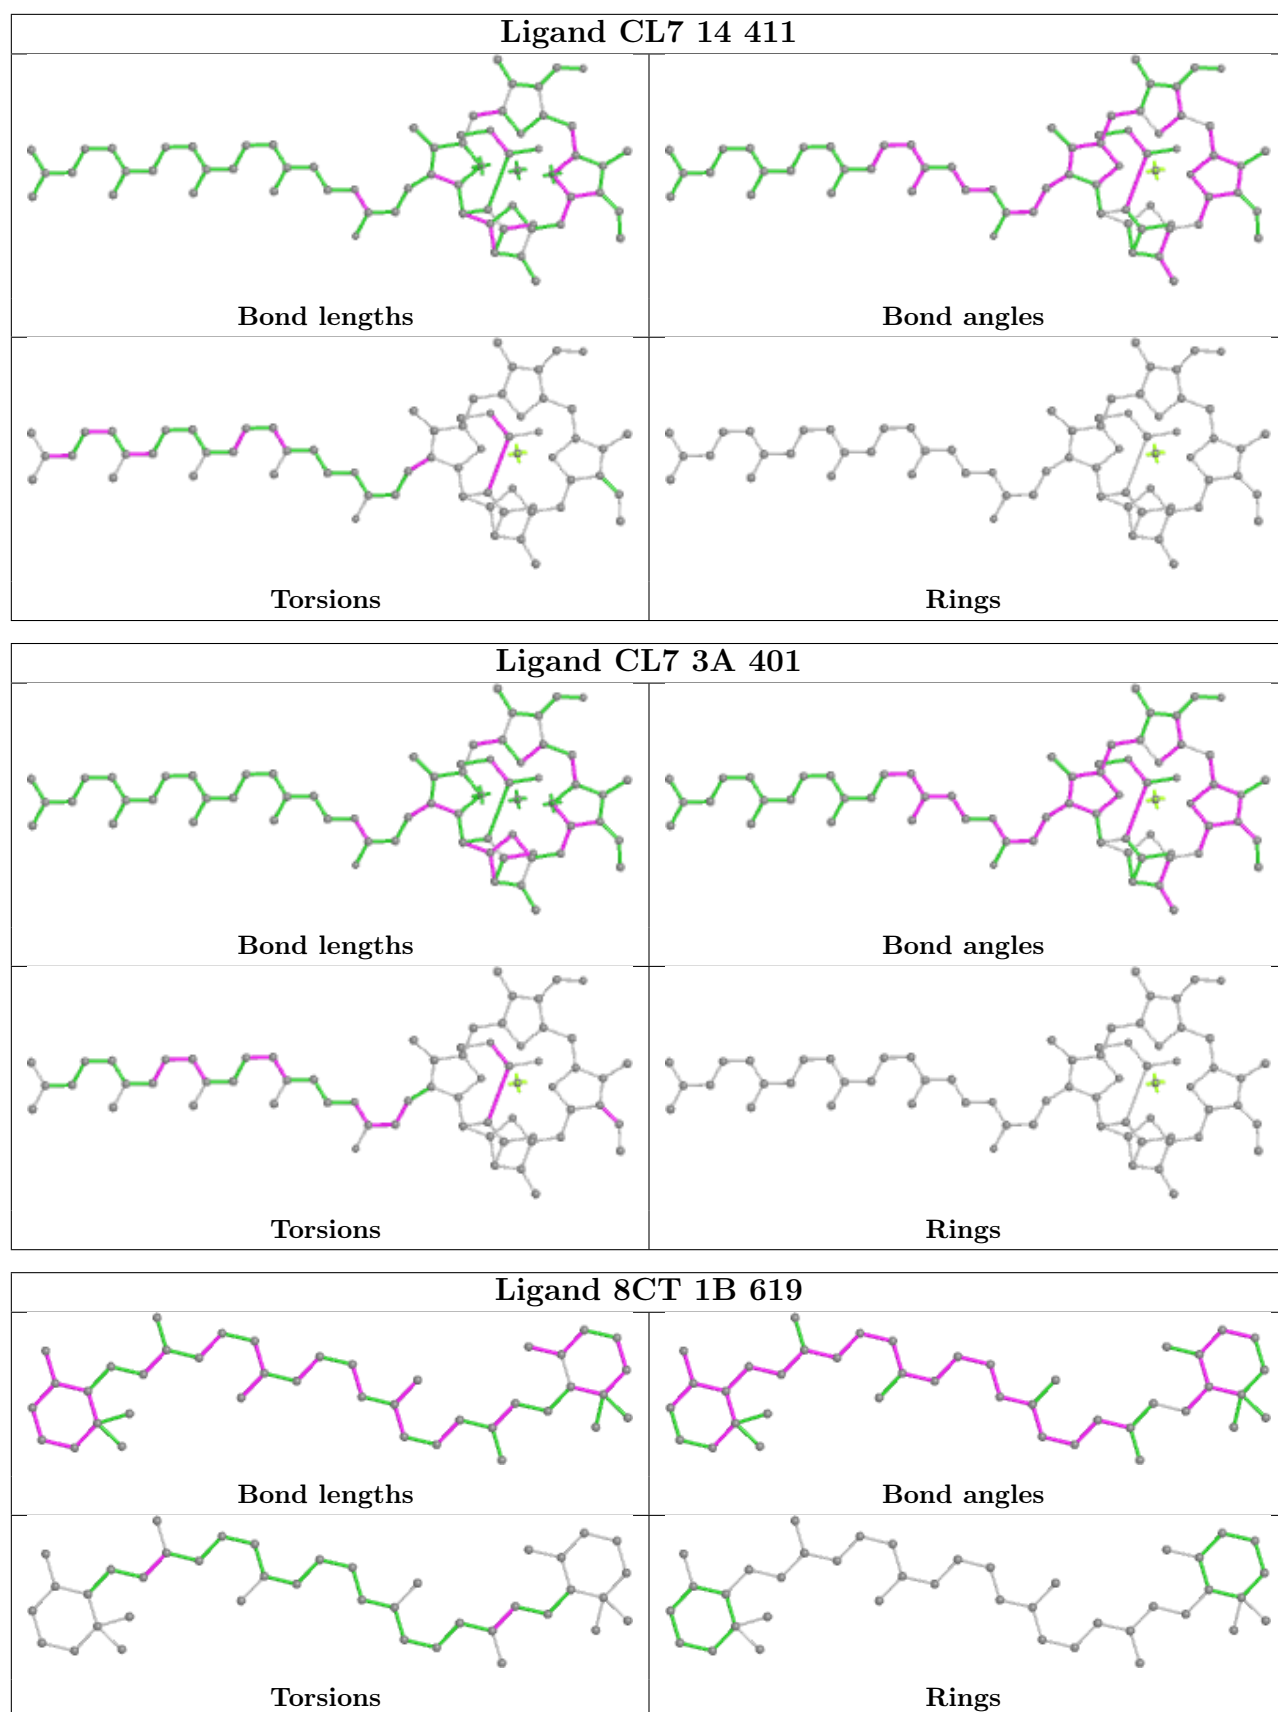 Ligand CL7 14 411
Bond lengths
Bond angles
Torsions
Rings
Ligand CL7 3A 401
Bond lengths
Bond angles
Torsions
Rings
Ligand 8CT 1B 619
Bond lengths
Bond angles
Torsions
Rings